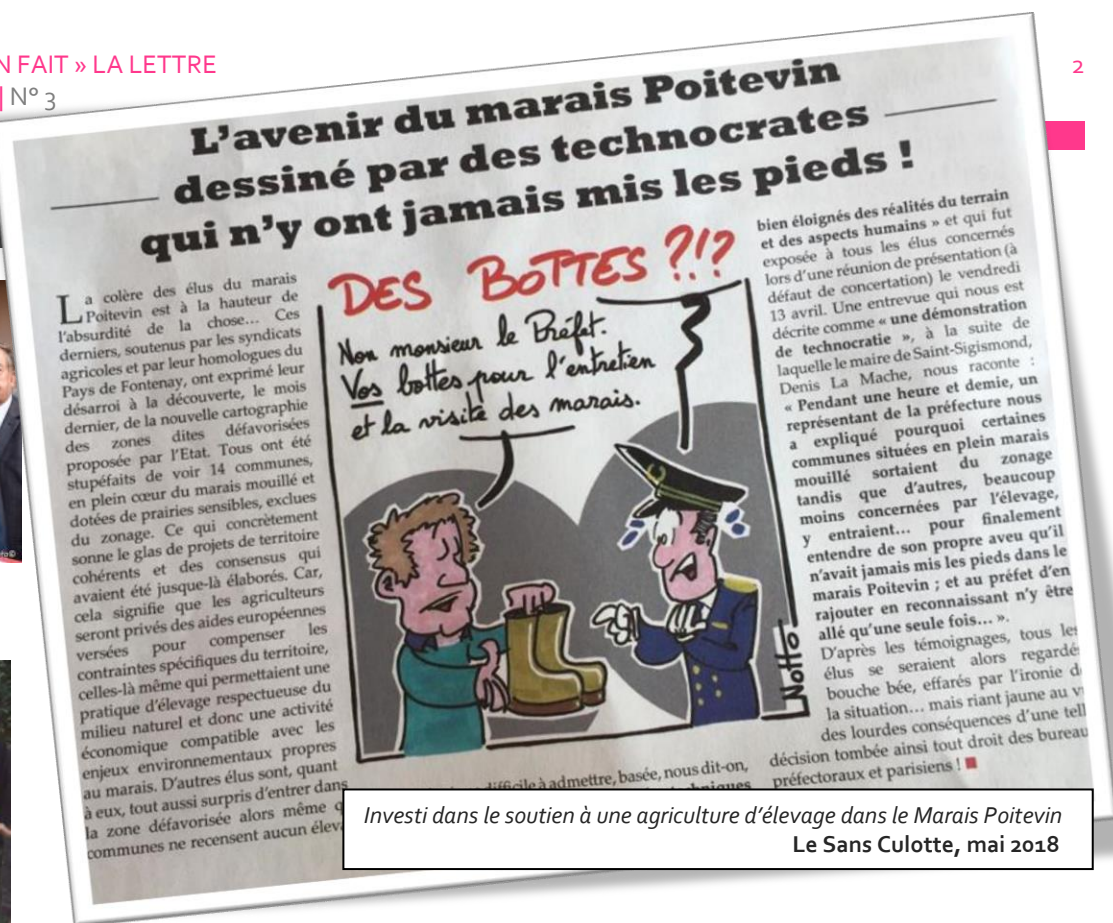 N FAIT » LA LETTRE
N° 3
2
L'avenir du marais Poitevin
dessiné par des technocrates
qui n'y ont jamais mis les pieds !
La colère des élus du marais
Poitevin est à la hauteur de
l'absurdité de la chose… Ces
derniers, soutenus par les syndicats
agricoles et par leur homologues du
Pays de Fontenay, ont exprimé leur
désarroi à la découverte, le mois
dernier, de la nouvelle cartographie
des zones dites défavorisées
proposée par l'Etat. Tous ont été
stupéfaits de voir 14 communes,
en plein cœur du marais mouillé et
dotées de prairies sensibles, exclues
du zonage. Ce qui concrètement
sonne le glas de projets de territoire
cohérents et des consensus qui
avaient été jusque-là élaborés. Car,
cela signifie que les agriculteurs
seront privés des aides européennes
versées pour compenser les
contraintes spécifiques du territoire,
celles-là même qui permettaient une
pratique d'élevage respectueuse du
milieu naturel et donc une activité
économique compatible avec les
enjeux environnementaux propres
au marais. D'autres élus sont, quant
à eux, tout aussi surpris d'entrer dans
la zone défavorisée alors même q
communes ne recensent aucun éleva
DES BOTTES ?!?
Non monsieur le Préfet.
Vos bottes pour l'entretien
et la visite des marais.
Notto
difficile à admettre, basée, nous dit-on,
techniques
bien éloignés des réalités du terrain
et des aspects humains » et qui fut
exposée à tous les élus concernés
lors d'une réunion de présentation (à
défaut de concertation) le vendredi
13 avril. Une entrevue qui nous est
décrite comme « une démonstration
de technocratie », à la suite de
laquelle le maire de Saint-Sigismond,
Denis La Mache, nous raconte :
« Pendant une heure et demie, un
représentant de la préfecture nous
a expliqué pourquoi certaines
communes situées en plein marais
mouillé sortaient du zonage
tandis que d'autres, beaucoup
moins concernées par l'élevage,
y entraient… pour finalement
entendre de son propre aveu qu'il
n'avait jamais mis les pieds dans le
marais Poitevin ; et au préfet d'en
rajouter en reconnaissant n'y être
allé qu'une seule fois… ».
D'après les témoignages, tous les
élus se seraient alors regardés
bouche bée, effarés par l'ironie d
la situation… mais riant jaune au v
des lourdes conséquences d'une tell
décision tombée ainsi tout droit des bureau
préfectoraux et parisiens !
Investi dans le soutien à une agriculture d'élevage dans le Marais Poitevin
Le Sans Culotte, mai 2018